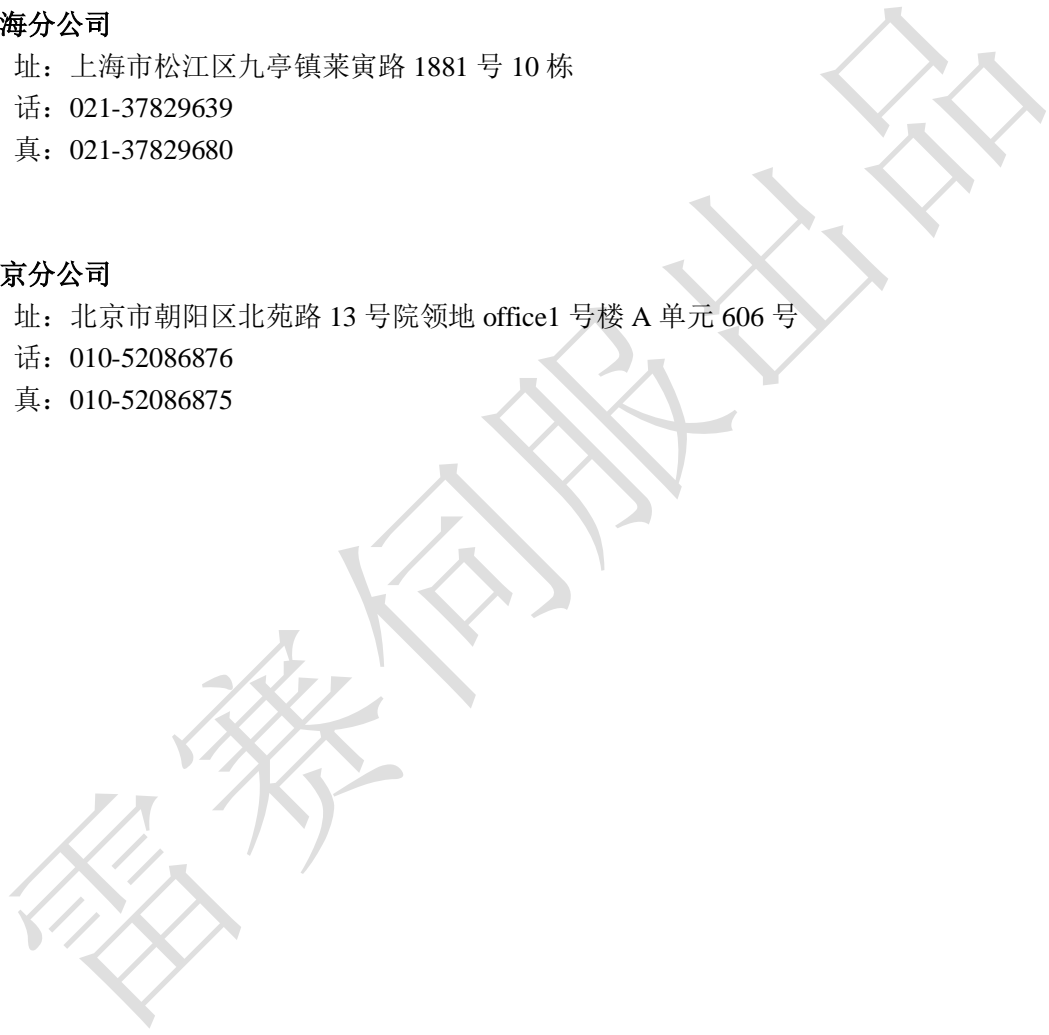 海分公司
址：上海市松江区九亭镇莱寅路 1881 号 10 栋
话：021-37829639
真：021-37829680
京分公司
址：北京市朝阳区北苑路 13 号院领地 office1 号楼 A 单元 606 号
话：010-52086876
真：010-52086875
雷赛伺服出品